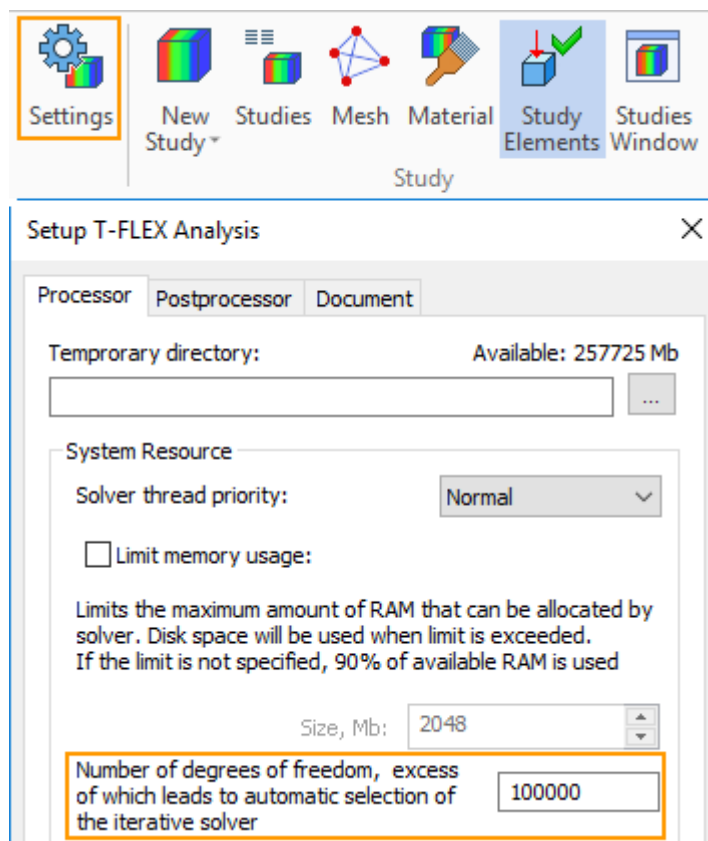 Settings
New Study
Studies
Mesh
Material
Study Elements
Studies Window
Study
Setup T-FLEX Analysis
Processor
Postprocessor
Document
Temprorary directory:
Available: 257725 Mb
...
System Resource
Solver thread priority:
Normal
Limit memory usage:
Limits the maximum amount of RAM that can be allocated by
solver. Disk space will be used when limit is exceeded.
If the limit is not specified, 90% of available RAM is used
Size, Mb:
2048
Number of degrees of freedom, excess
of which leads to automatic selection of
the iterative solver
100000